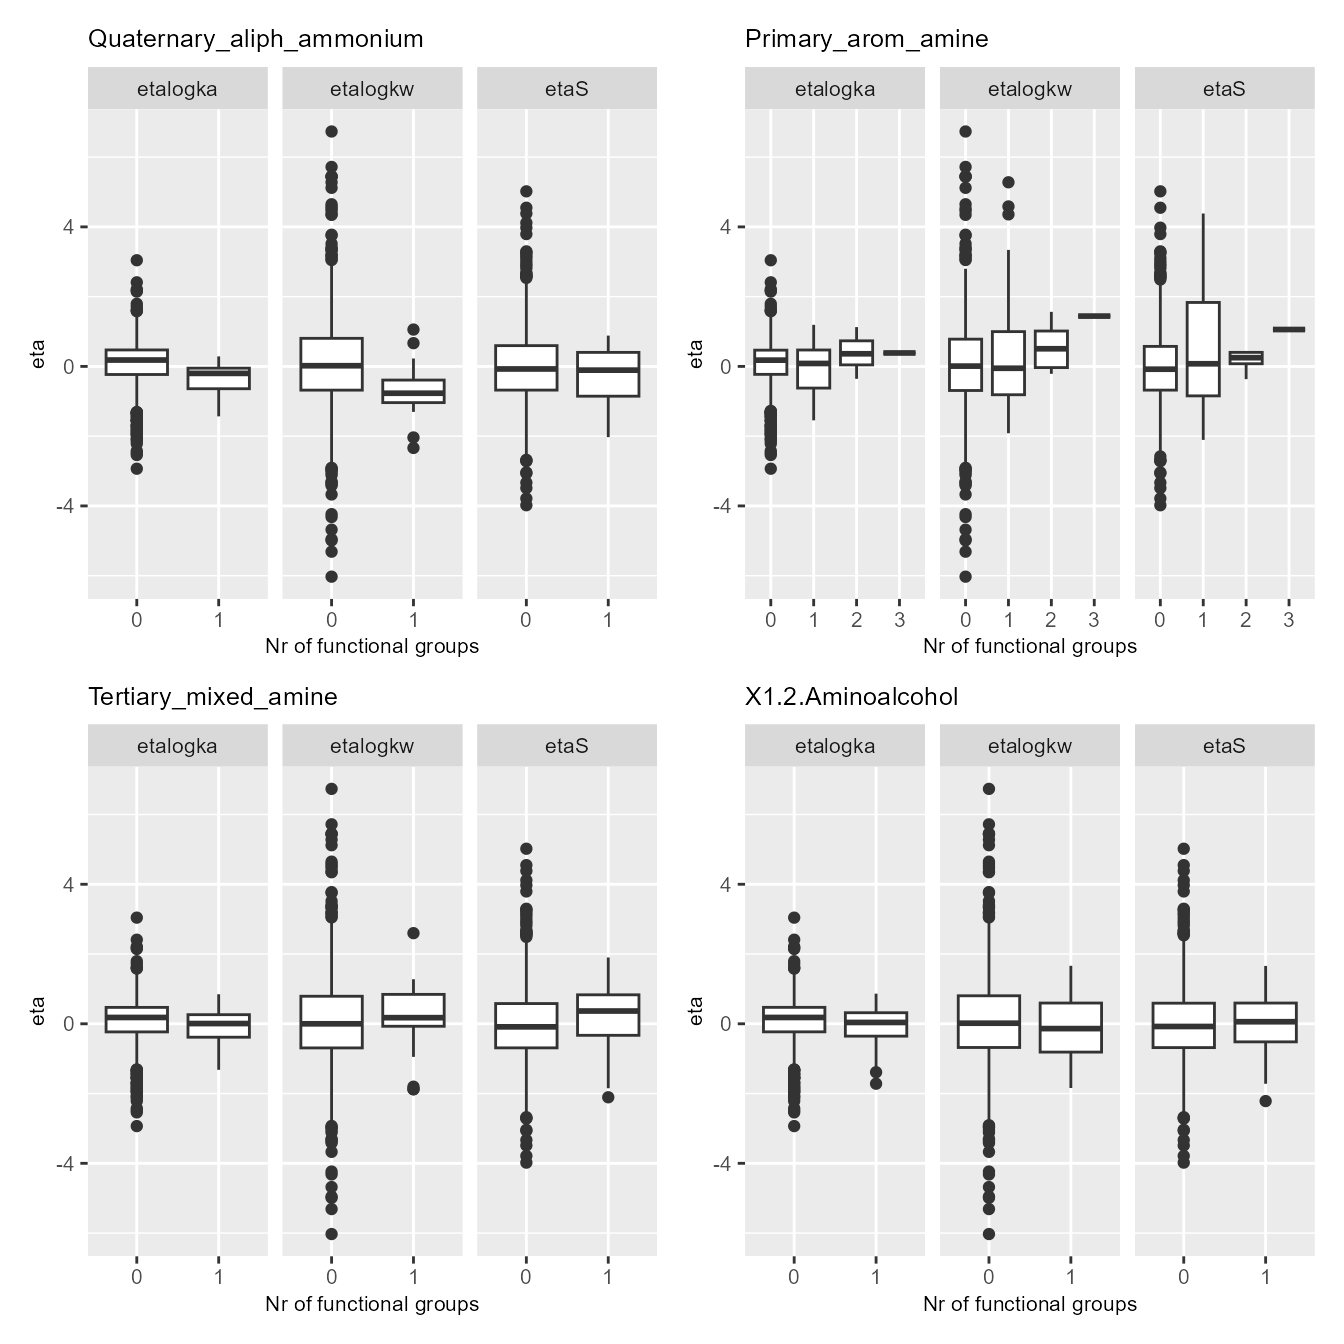 Quaternary_aliph_ammonium
etalogka etalogkw etaS
eta
4
0
-4
0 1 0 1 0 1
Nr of functional groups
Primary_arom_amine
etalogka etalogkw etaS
eta
4
0
-4
0 1 2 3 0 1 2 3 0 1 2 3
Nr of functional groups
Tertiary_mixed_amine
etalogka etalogkw etaS
eta
4
0
-4
0 1 0 1 0 1
Nr of functional groups
X1.2.Aminoalcohol
etalogka etalogkw etaS
eta
4
0
-4
0 1 0 1 0 1
Nr of functional groups